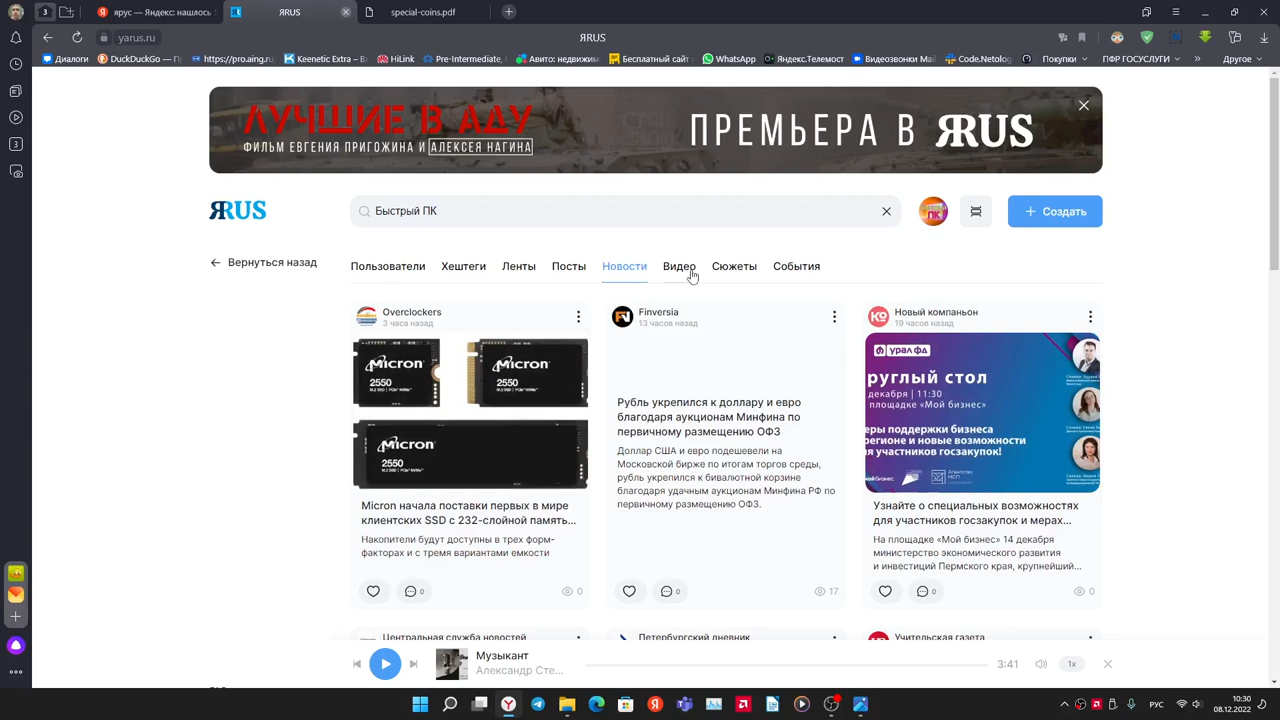 3
ярус — Яндекс: нашлось
ЯRUS
special-coins.pdf
yarus.ru
ЯRUS
Диалоги
DuckDuckGo — П
https://pro.aing.ru
Keenetic Extra – В
HiLink
Pre-Intermediate,
Авито: недвижим
Бесплатный сайт
WhatsApp
Яндекс.Телемост
Видеозвонки Mail
Code.Netolog
Покупки
ПФР ГОСУСЛУГИ
»
Другое
3
ЛУЧШИЕ В АДУ
ФИЛЬМ ЕВГЕНИЯ ПРИГОЖИНА И АЛЕКСЕЯ НАГИНА
ПРЕМЬЕРА В ЯRUS
ЯRUS
Быстрый ПК
ПК
+ Создать
Вернуться назад
Пользователи
Хештеги
Ленты
Посты
Новости
Видео
Сюжеты
События
Overclockers
3 часа назад
Micron
2550
Micron
2550
Micron
2550
Micron начала поставки первых в мире
клиентских SSD с 232-слойной память...
Накопители будут доступны в трех форм-
факторах и с тремя вариантами емкости
0
0
Finversia
13 часов назад
Рубль укрепился к доллару и евро
благодаря аукционам Минфина по
первичному размещению ОФЗ
Доллар США и евро подешевели на
Московской бирже по итогам торгов среды,
рубль укрепился к бивалютной корзине
благодаря удачным аукционам Минфина РФ по
первичному размещению ОФЗ.
0
17
Новый компаньон
19 часов назад
урал фд
руглый стол
декабря | 11:30
площадке «Мой бизнес»
еры поддержки бизнеса
регионе и новые возможности
я участников госзакупок!
Узнайте о специальных возможностях
для участников госзакупок и мерах...
На площадке «Мой бизнес» 14 декабря
министерство экономического развития
и инвестиций Пермского края, крупнейший...
0
0
Центральная служба новостей
Петербургский дневник
Учительская газета
Музыкант
Александр Сте...
3:41
1x
РУС
10:30
08.12.2022